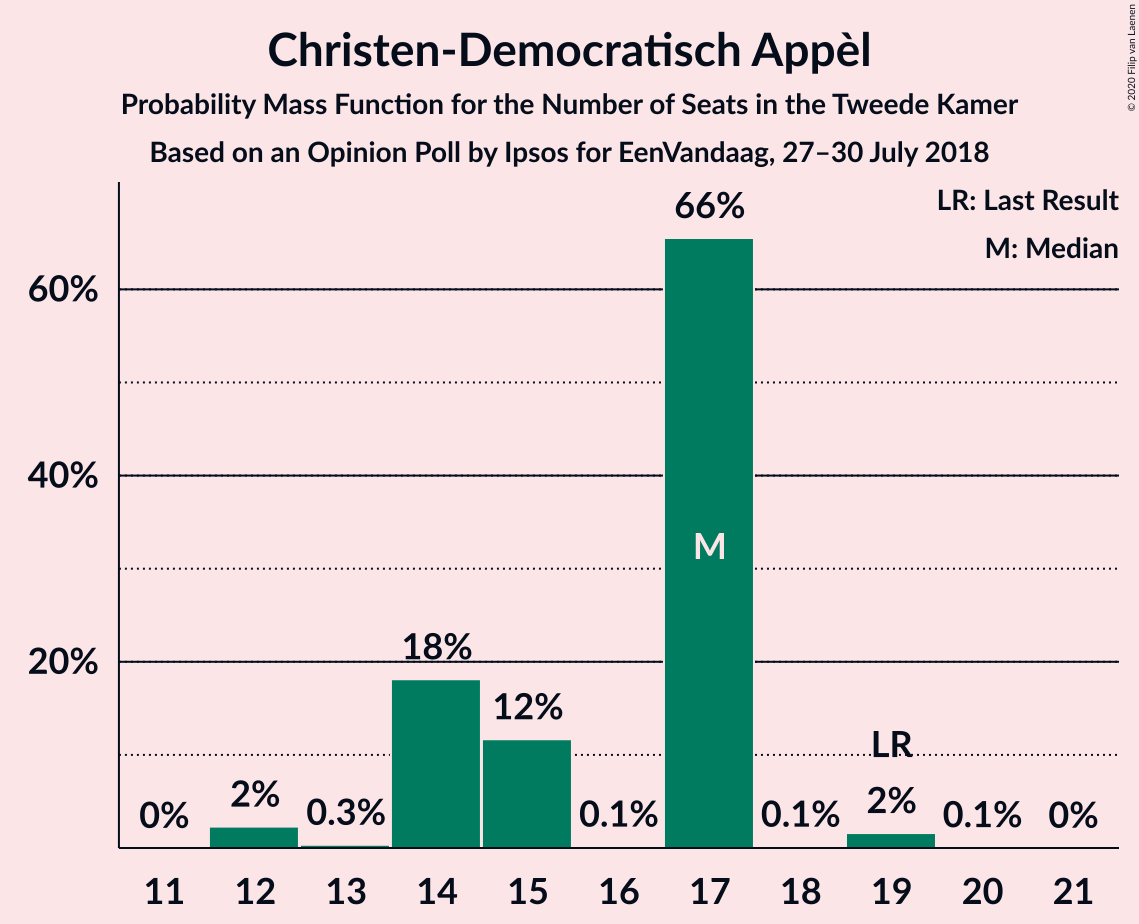 Christen-Democratisch Appèl
Probability Mass Function for the Number of Seats in the Tweede Kamer
Based on an Opinion Poll by Ipsos for EenVandaag, 27–30 July 2018
© 2020 Filip van Laenen
LR: Last Result
M: Median
60%
40%
20%
0%
2%
0.3%
18%
12%
0.1%
66%
M
0.1%
LR
2%
0.1%
0%
11 12 13 14 15 16 17 18 19 20 21